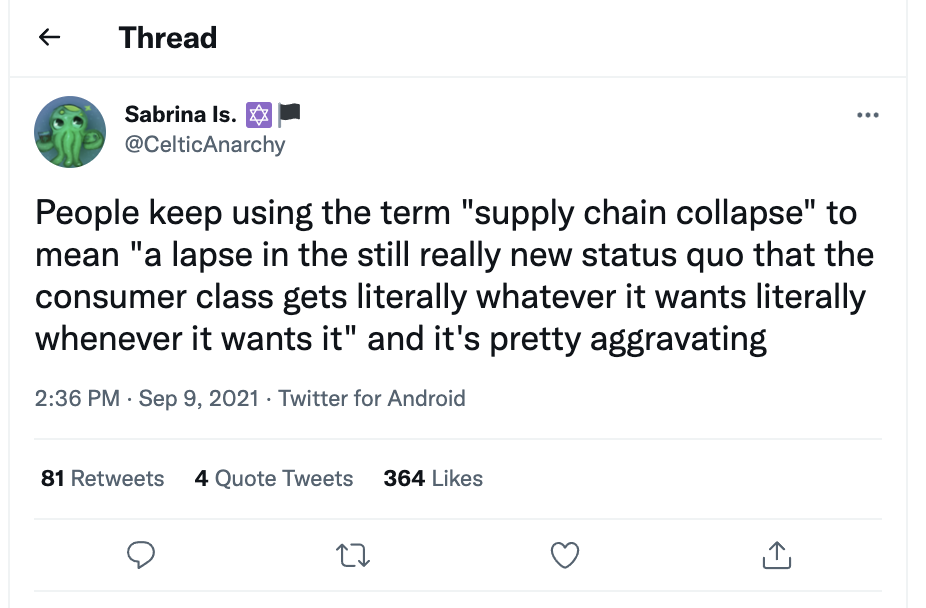 Thread
Sabrina Is. ✡🏴
@CelticAnarchy
People keep using the term "supply chain collapse" to
mean "a lapse in the still really new status quo that the
consumer class gets literally whatever it wants literally
whenever it wants it" and it's pretty aggravating
2:36 PM · Sep 9, 2021 · Twitter for Android
81 Retweets 4 Quote Tweets 364 Likes